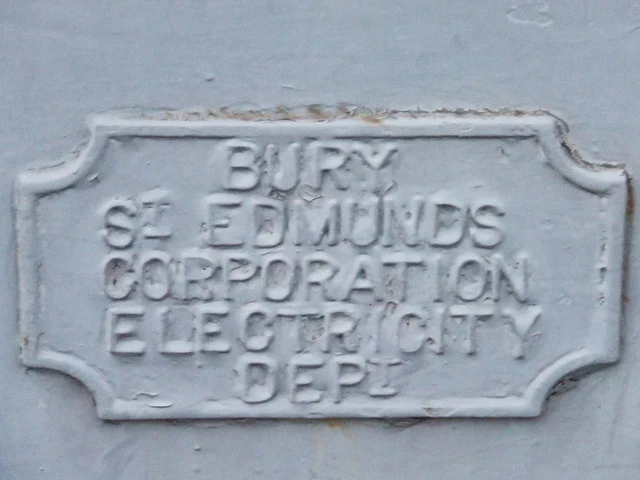 BURY
ST EDMUNDS
CORPORATION
ELECTRICITY
DEPT